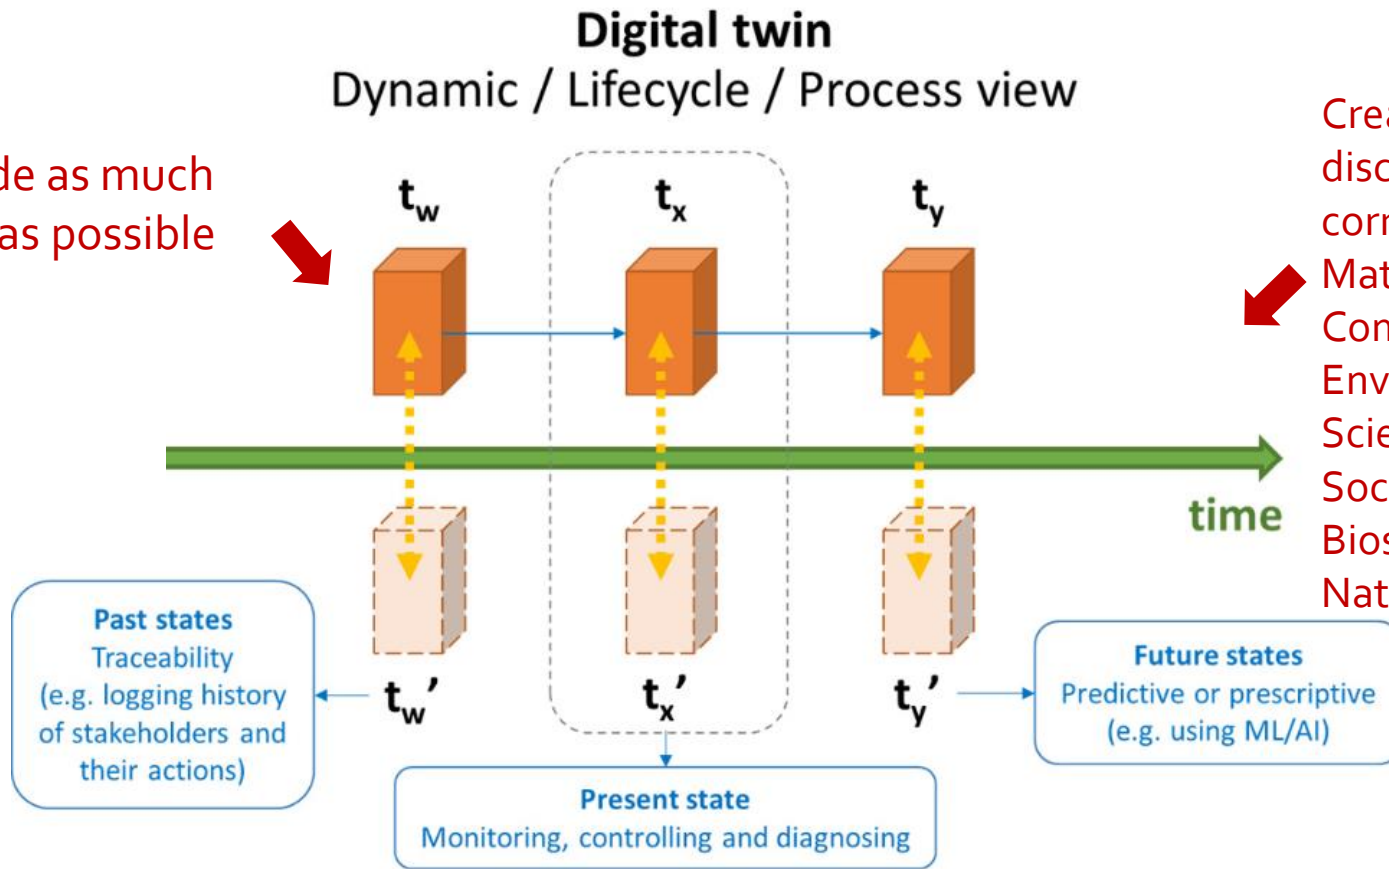 Digital twin
Dynamic / Lifecycle / Process view
de as much
as possible
t_w
t_x
t_y
Crea
disc
corr
Mat
Con
Env
Scie
Soc
Bios
Nat
time
Past states
Traceability
(e.g. logging history
of stakeholders and
their actions)
t_w’
t_x’
t_y’
Future states
Predictive or prescriptive
(e.g. using ML/AI)
Present state
Monitoring, controlling and diagnosing